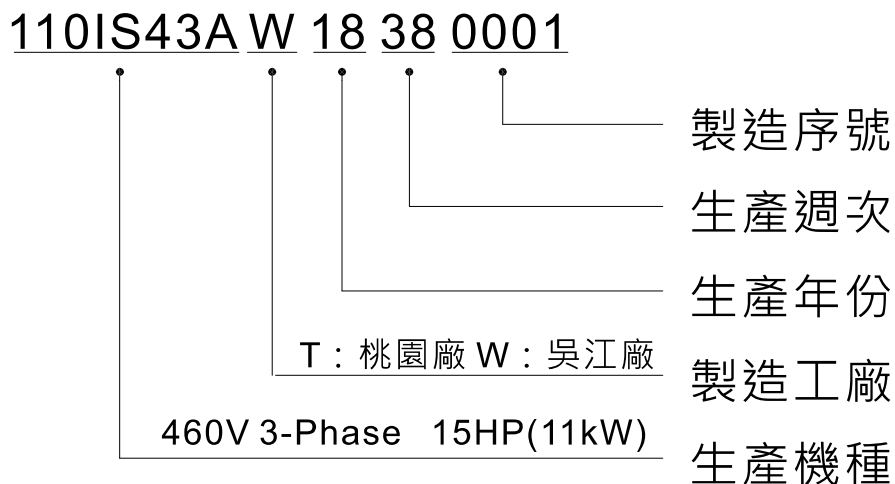 110IS43A W 18 38 0001
製造序號
生產週次
生產年份
T：桃園廠 W：吳江廠
製造工廠
460V 3-Phase 15HP(11kW)
生產機種